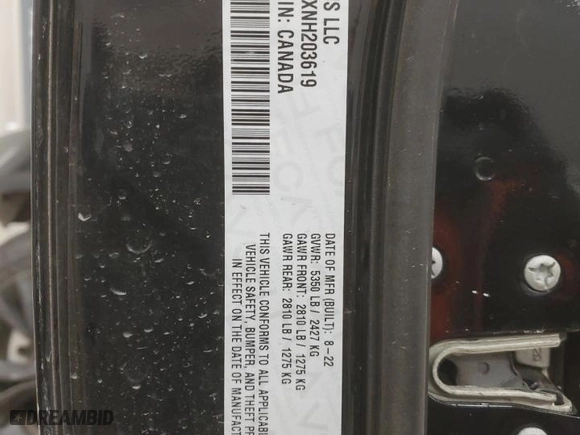 S LLC
XNH203619
IN: CANADA
DATE OF MFR (BUILT): 8-22
GVWR: 5350 LB / 2427 KG
GAWR FRONT: 2810 LB / 1275 KG
GAWR REAR: 2810 LB / 1275 KG
THIS VEHICLE CONFORMS TO ALL APPLICABL
VEHICLE SAFETY, BUMPER, AND THEFT PR
IN EFFECT ON THE DATE OF MANUFACT
DREAMBID